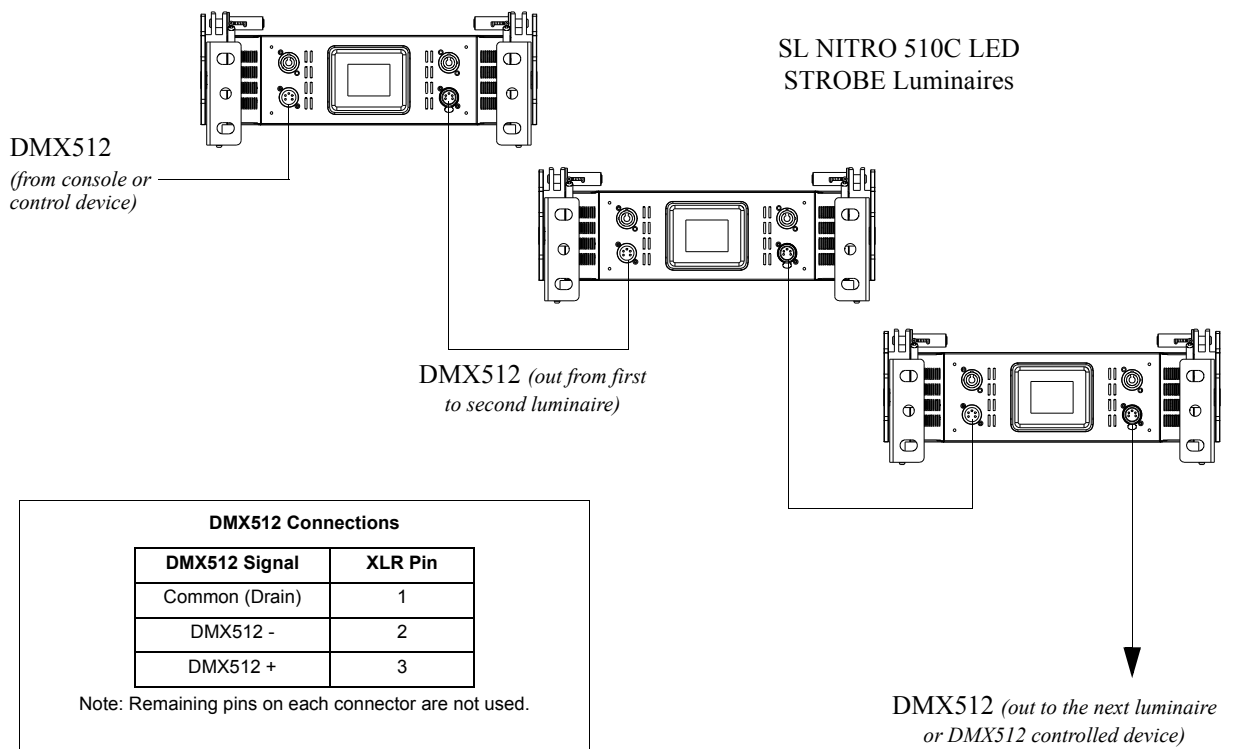 SL NITRO 510C LED
STROBE Luminaires
DMX512
(from console or
control device)
DMX512 (out from first
to second luminaire)
DMX512 Connections
DMX512 Signal XLR Pin
Common (Drain) 1
DMX512 - 2
DMX512 + 3
Note: Remaining pins on each connector are not used.
DMX512 (out to the next luminaire
or DMX512 controlled device)